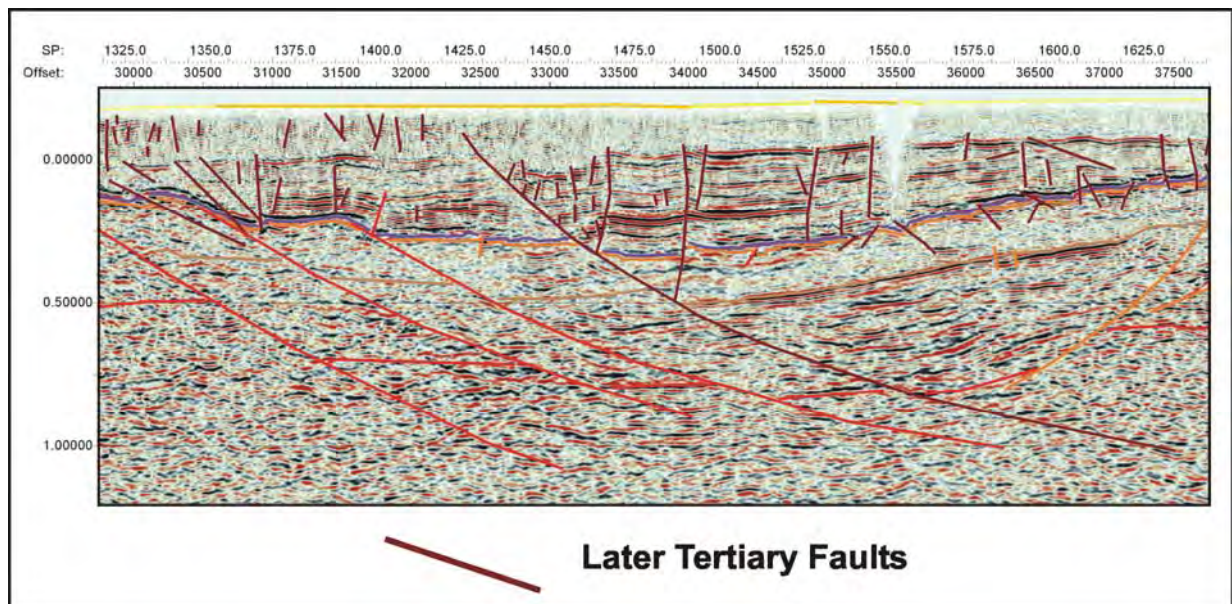 SP: 1325.0 1350.0 1375.0 1400.0 1425.0 1450.0 1475.0 1500.0 1525.0 1550.0 1575.0 1600.0 1625.0
Offset: 30000 30500 31000 31500 32000 32500 33000 33500 34000 34500 35000 35500 36000 36500 37000 37500
0.00000
0.50000
1.00000
Later Tertiary Faults